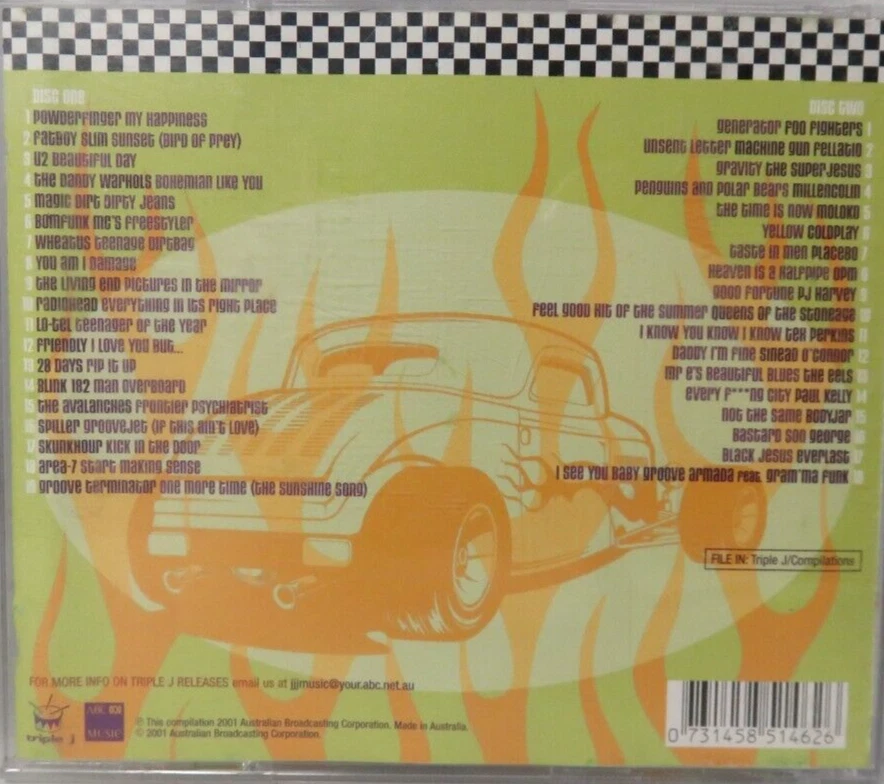 DISC ONE
1 Powderfinger My Happiness
2 Fatboy Slim Sunset (Bird of Prey)
3 U2 Beautiful Day
4 The Dandy Warhols Bohemian Like You
5 Magic Dirt Dirty Jeans
6 Bomfunk MC's Freestyler
7 Wheatus Teenage Dirtbag
8 You Am I Damage
9 The Living End Pictures in the Mirror
10 Radiohead Everything in its Right Place
11 Lo-Tel Teenager of the Year
12 Friendly I Love You But...
13 28 Days Rip It Up
14 Blink 182 Man Overboard
15 The Avalanches Frontier Psychiatrist
16 Spiller Groovejet (If This Ain't Love)
17 Skunkhour Kick in the Door
18 Area-7 Start Making Sense
19 Groove Terminator One More Time (The Sunshine Song)
DISC TWO
Generator Foo Fighters 1
Unsent Letter Machine Gun Fellatio 2
Gravity The Superjesus 3
Penguins and Polar Bears Millencolin 4
The Time is Now Moloko 5
Yellow Coldplay 6
Taste in Men Placebo 7
Heaven is a Halfpipe OPM 8
Good Fortune PJ Harvey 9
Feel Good Hit of the Summer Queens of the Stoneage 10
I Know You Know I Know Tex Perkins 11
Daddy I'm Fine Sinead O'Connor 12
Mr E's Beautiful Blues The Eels 13
Every F***ng City Paul Kelly 14
Not the Same Bodyjar 15
Bastard Son George 16
Black Jesus Everlast 17
I See You Baby Groove Armada feat. Gram'ma Funk 18
FILE IN: Triple J/Compilations
FOR MORE INFO ON TRIPLE J RELEASES email us at jjjmusic@your.abc.net.au
triple j
ABC
MUSIC
℗ This compilation 2001 Australian Broadcasting Corporation. Made in Australia.
© 2001 Australian Broadcasting Corporation.
0 731458 514626